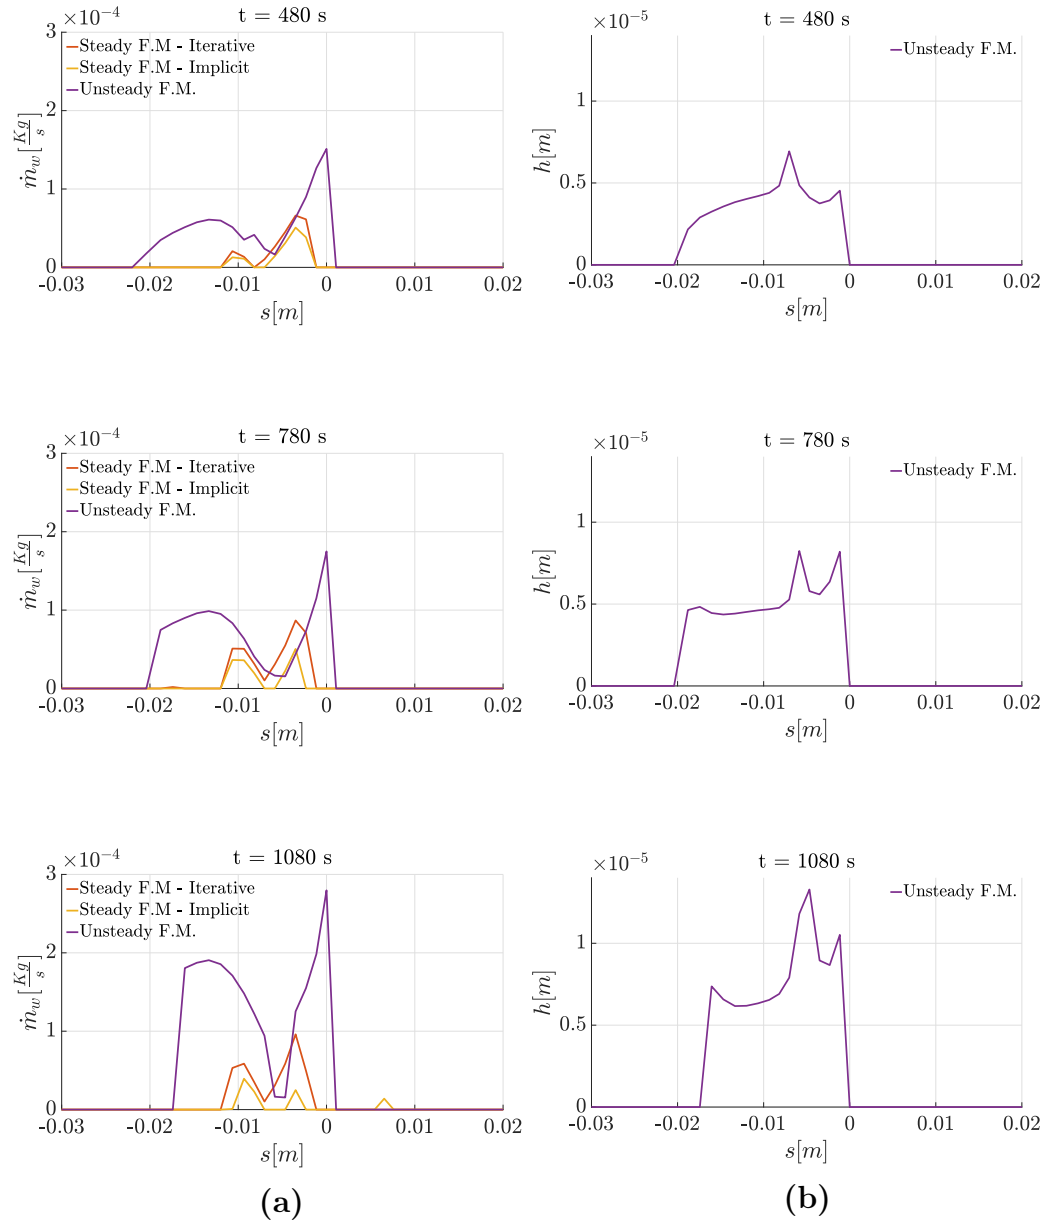 ×10⁻⁴ t = 480 s
3
Steady F.M - Iterative
Steady F.M - Implicit
Unsteady F.M.
2
1
0
ṁ_w[Kg/s]
-0.03 -0.02 -0.01 0 0.01 0.02
s[m]
×10⁻⁵ t = 480 s
Unsteady F.M.
1
0.5
0
h[m]
-0.03 -0.02 -0.01 0 0.01 0.02
s[m]
×10⁻⁴ t = 780 s
3
Steady F.M - Iterative
Steady F.M - Implicit
Unsteady F.M.
2
1
0
ṁ_w[Kg/s]
-0.03 -0.02 -0.01 0 0.01 0.02
s[m]
×10⁻⁵ t = 780 s
Unsteady F.M.
1
0.5
0
h[m]
-0.03 -0.02 -0.01 0 0.01 0.02
s[m]
×10⁻⁴ t = 1080 s
3
Steady F.M - Iterative
Steady F.M - Implicit
Unsteady F.M.
2
1
0
ṁ_w[Kg/s]
-0.03 -0.02 -0.01 0 0.01 0.02
s[m]
×10⁻⁵ t = 1080 s
Unsteady F.M.
1
0.5
0
h[m]
-0.03 -0.02 -0.01 0 0.01 0.02
s[m]
(a) (b)